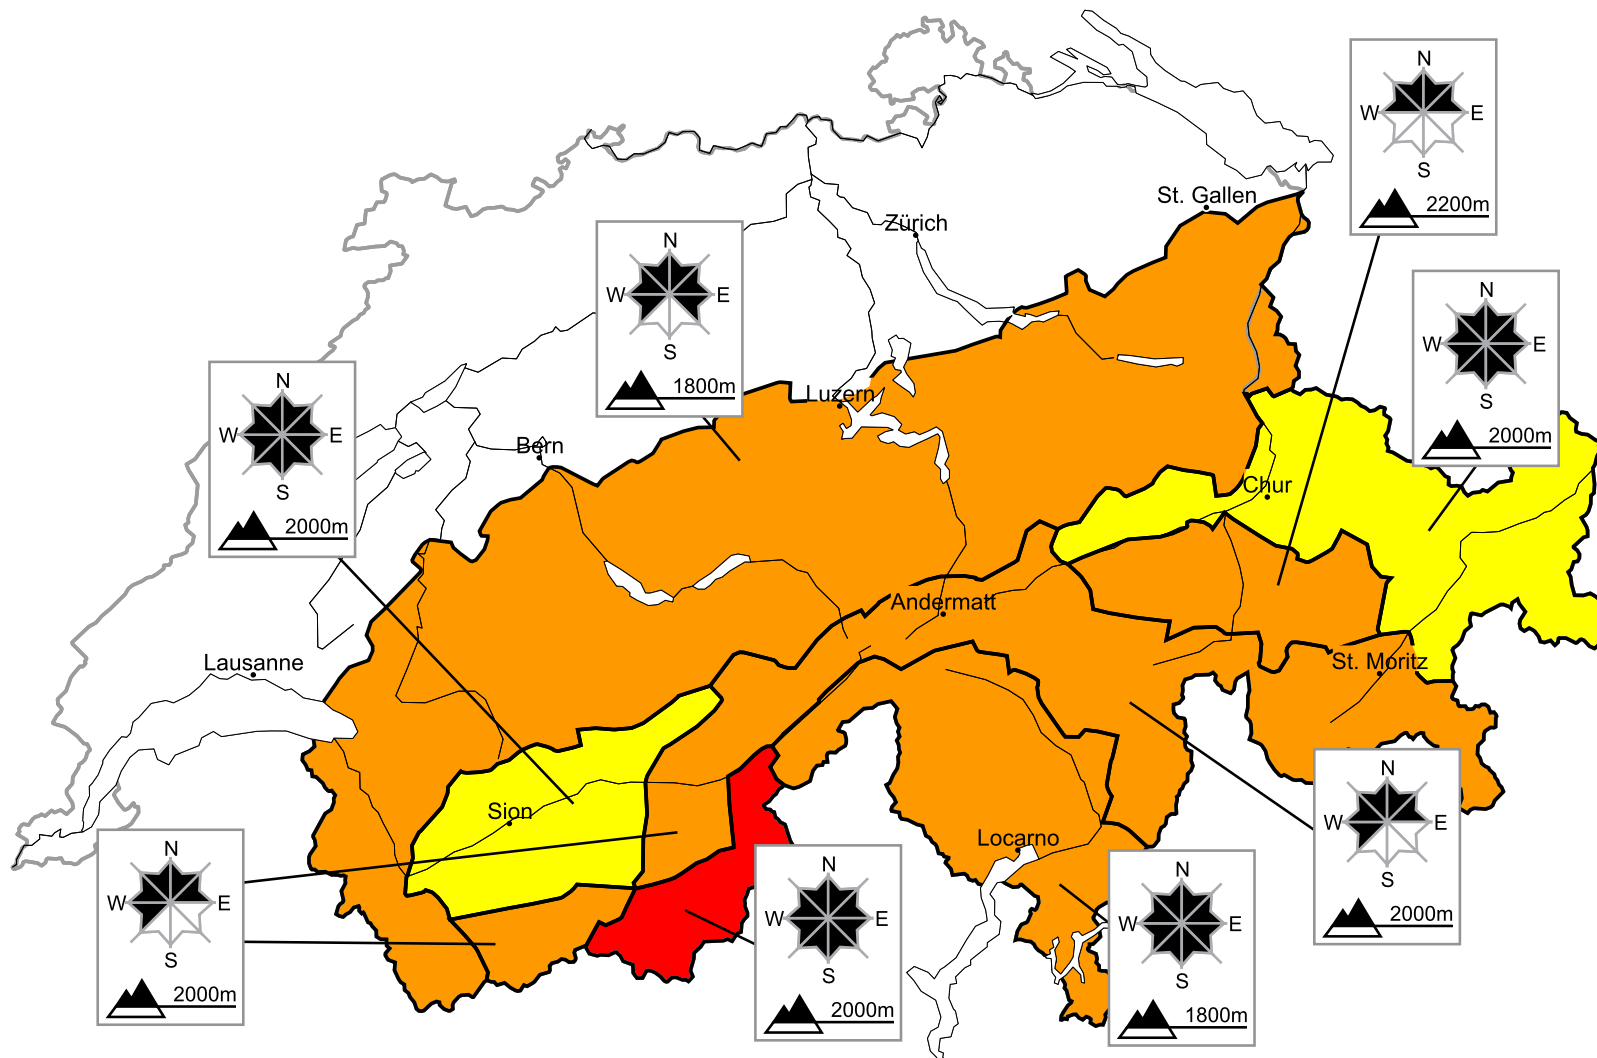 N
W E
S
2200m
St. Gallen
Zürich
N
W E
S
1800m
N
W E
S
2000m
N
W E
S
2000m
Luzern
Bern
Chur
Andermatt
Lausanne
St. Moritz
Sion
Locarno
N
W E
S
2000m
N
W E
S
2000m
N
W E
S
2000m
N
W E
S
1800m